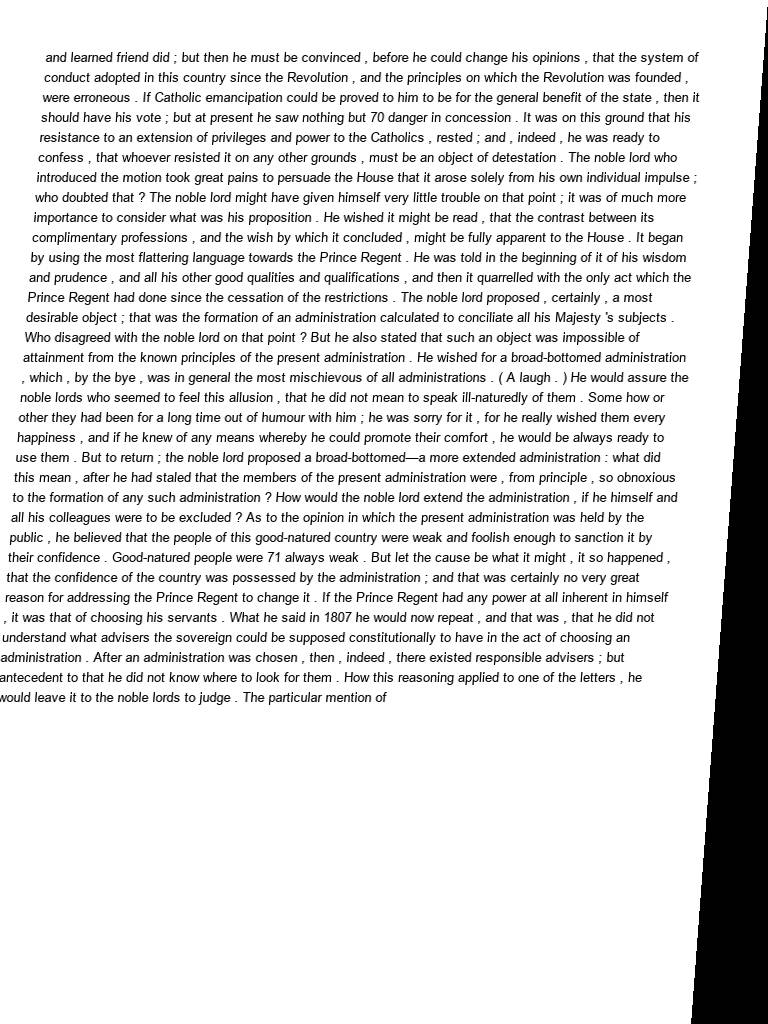 and learned friend did ; but then he must be convinced , before he could change his opinions , that the system of
conduct adopted in this country since the Revolution , and the principles on which the Revolution was founded ,
were erroneous . If Catholic emancipation could be proved to him to be for the general benefit of the state , then it
should have his vote ; but at present he saw nothing but 70 danger in concession . It was on this ground that his
resistance to an extension of privileges and power to the Catholics , rested ; and , indeed , he was ready to
confess , that whoever resisted it on any other grounds , must be an object of detestation . The noble lord who
introduced the motion took great pains to persuade the House that it arose solely from his own individual impulse ;
who doubted that ? The noble lord might have given himself very little trouble on that point ; it was of much more
importance to consider what was his proposition . He wished it might be read , that the contrast between its
complimentary professions , and the wish by which it concluded , might be fully apparent to the House . It began
by using the most flattering language towards the Prince Regent . He was told in the beginning of it of his wisdom
and prudence , and all his other good qualities and qualifications , and then it quarrelled with the only act which the
Prince Regent had done since the cessation of the restrictions . The noble lord proposed , certainly , a most
desirable object ; that was the formation of an administration calculated to conciliate all his Majesty 's subjects .
Who disagreed with the noble lord on that point ? But he also stated that such an object was impossible of
attainment from the known principles of the present administration . He wished for a broad-bottomed administration
, which , by the bye , was in general the most mischievous of all administrations . ( A laugh . ) He would assure the
noble lords who seemed to feel this allusion , that he did not mean to speak ill-naturedly of them . Some how or
other they had been for a long time out of humour with him ; he was sorry for it , for he really wished them every
happiness , and if he knew of any means whereby he could promote their comfort , he would be always ready to
use them . But to return ; the noble lord proposed a broad-bottomed—a more extended administration : what did
this mean , after he had staled that the members of the present administration were , from principle , so obnoxious
to the formation of any such administration ? How would the noble lord extend the administration , if he himself and
all his colleagues were to be excluded ? As to the opinion in which the present administration was held by the
public , he believed that the people of this good-natured country were weak and foolish enough to sanction it by
their confidence . Good-natured people were 71 always weak . But let the cause be what it might , it so happened ,
that the confidence of the country was possessed by the administration ; and that was certainly no very great
reason for addressing the Prince Regent to change it . If the Prince Regent had any power at all inherent in himself
, it was that of choosing his servants . What he said in 1807 he would now repeat , and that was , that he did not
understand what advisers the sovereign could be supposed constitutionally to have in the act of choosing an
administration . After an administration was chosen , then , indeed , there existed responsible advisers ; but
antecedent to that he did not know where to look for them . How this reasoning applied to one of the letters , he
would leave it to the noble lords to judge . The particular mention of